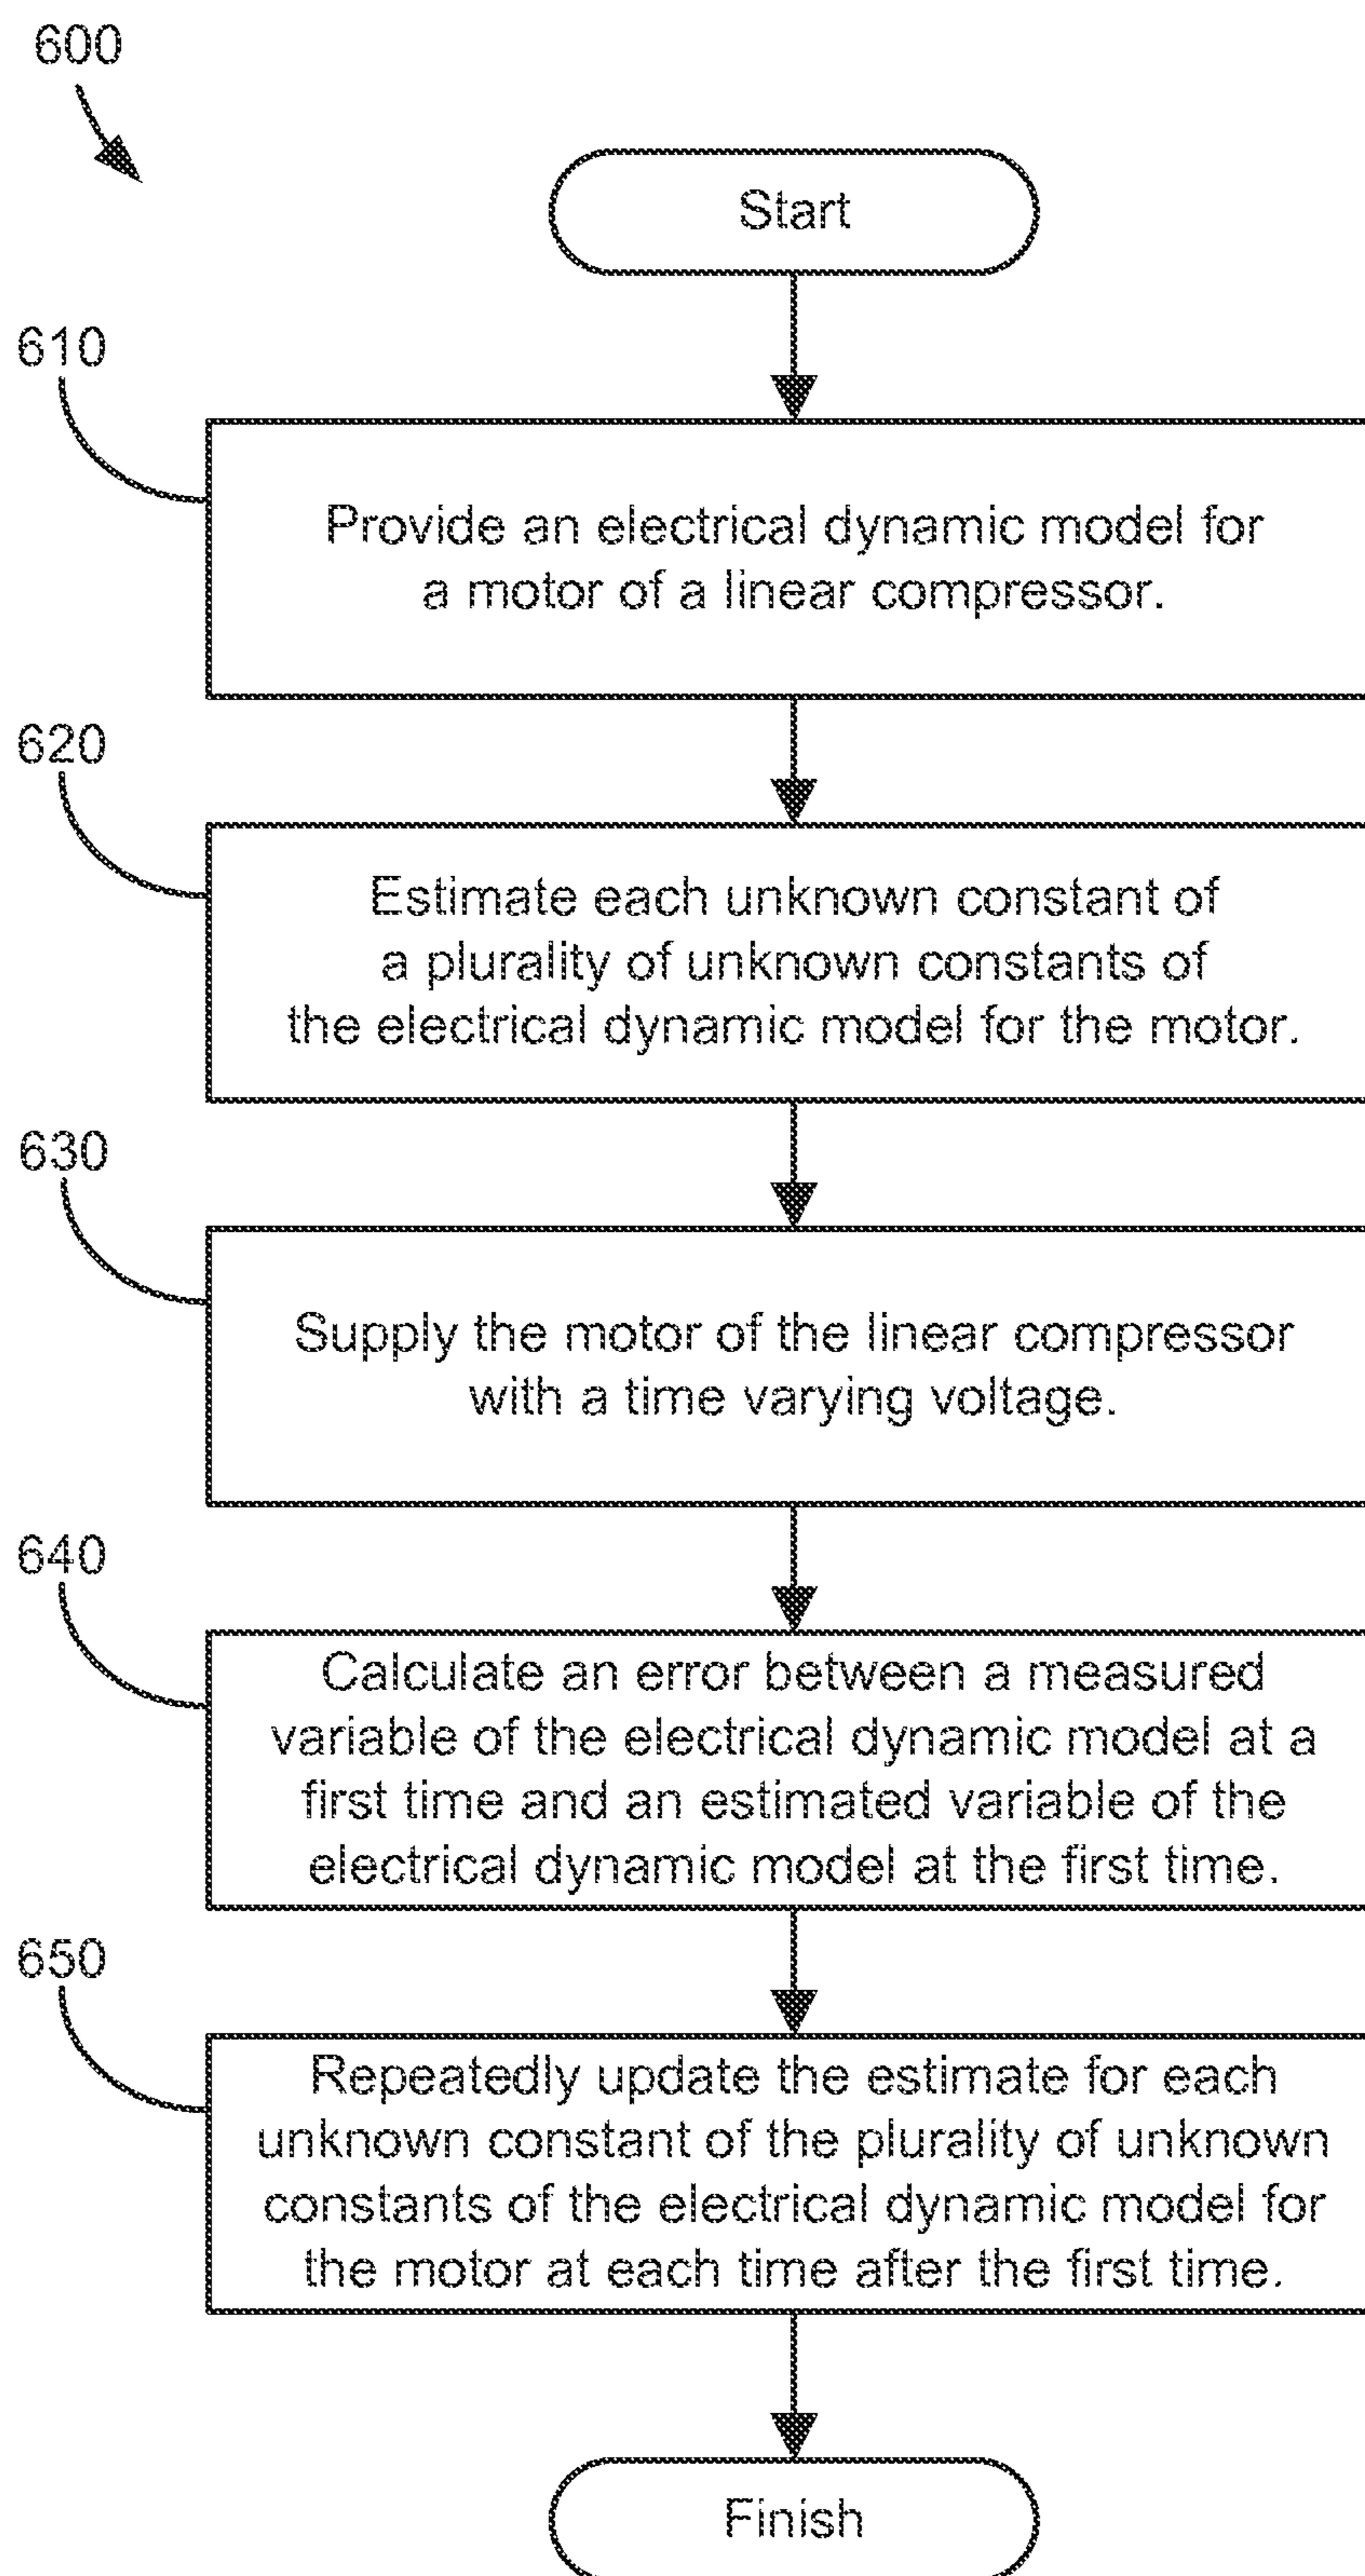 600
Start
610
Provide an electrical dynamic model for
a motor of a linear compressor.
620
Estimate each unknown constant of
a plurality of unknown constants of
the electrical dynamic model for the motor.
630
Supply the motor of the linear compressor
with a time varying voltage.
640
Calculate an error between a measured
variable of the electrical dynamic model at a
first time and an estimated variable of the
electrical dynamic model at the first time.
650
Repeatedly update the estimate for each
unknown constant of the plurality of unknown
constants of the electrical dynamic model for
the motor at each time after the first time.
Finish